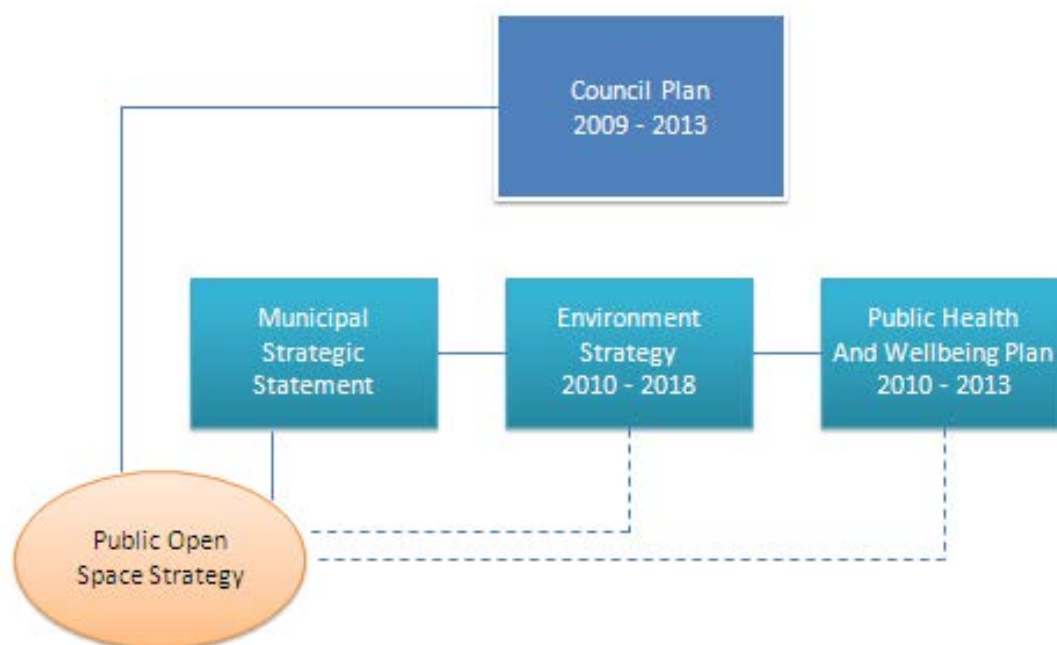 Council Plan
2009 - 2013
Municipal
Strategic
Statement
Environment
Strategy
2010 - 2018
Public Health
And Wellbeing Plan
2010 - 2013
Public Open
Space Strategy